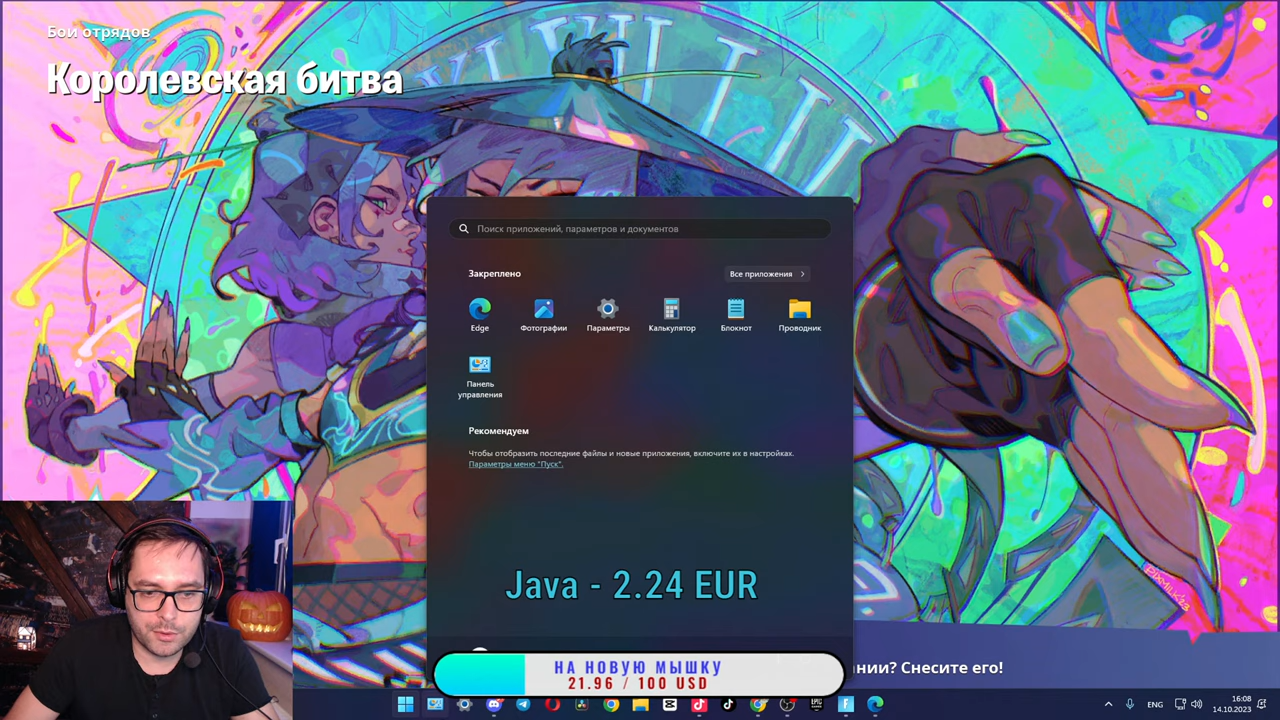 Бои отрядов
Королевская битва
Поиск приложений, параметров и документов
Закреплено
Все приложения
Edge
Фотографии
Параметры
Калькулятор
Блокнот
Проводник
Панель
управления
Рекомендуем
Чтобы отобразить последние файлы и новые приложения, включите их в настройках.
Параметры меню "Пуск".
Java - 2.24 EUR
НА НОВУЮ МЫШКУ
21.96 / 100 USD
нии? Снесите его!
PIXMILK'23
ENG
16:08
14.10.2023